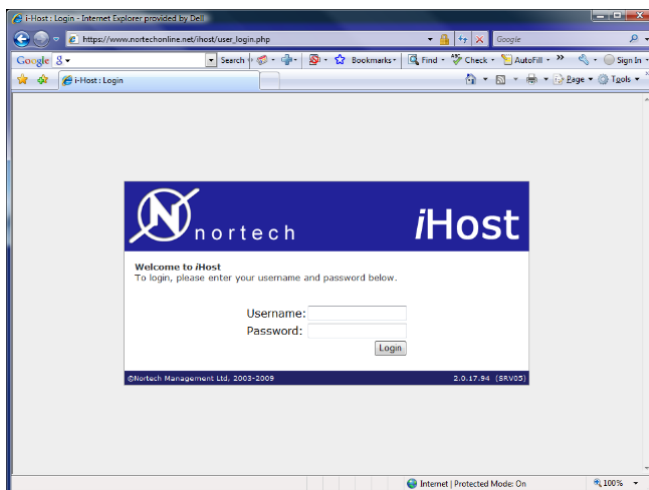 i-Host : Login - Internet Explorer provided by Dell
https://www.nortechonline.net/ihost/user_login.php
Google
Google Search Bookmarks Find Check AutoFill Sign In
i-Host : Login Page Tools
nortech
iHost
Welcome to iHost
To login, please enter your username and password below.
Username:
Password:
Login
©Nortech Management Ltd, 2003-2009 2.0.17.94 (SRV05)
Internet | Protected Mode: On 100%